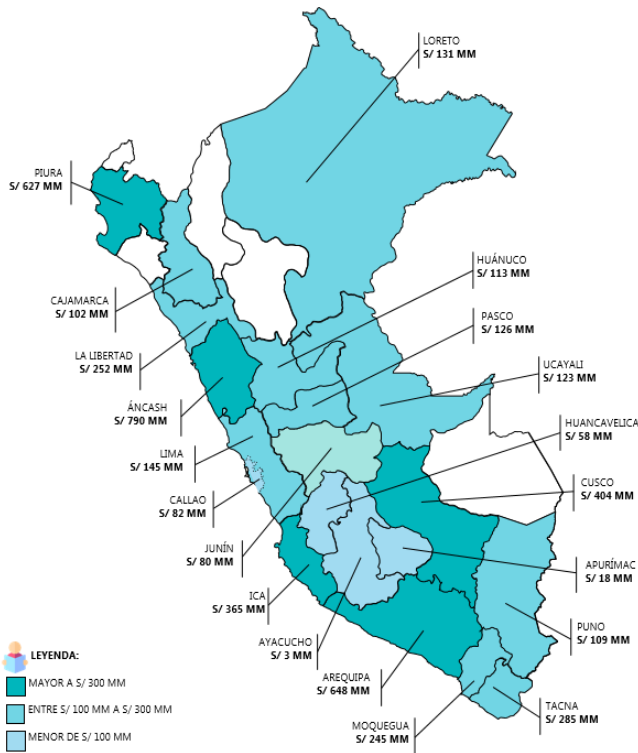 LORETO
S/ 131 MM
PIURA
S/ 627 MM
HUÁNUCO
S/ 113 MM
CAJAMARCA
S/ 102 MM
PASCO
S/ 126 MM
LA LIBERTAD
S/ 252 MM
UCAYALI
S/ 123 MM
ÁNCASH
S/ 790 MM
HUANCAVELICA
S/ 58 MM
LIMA
S/ 145 MM
CUSCO
S/ 404 MM
CALLAO
S/ 82 MM
JUNÍN
S/ 80 MM
APURÍMAC
S/ 18 MM
ICA
S/ 365 MM
PUNO
S/ 109 MM
AYACUCHO
S/ 3 MM
AREQUIPA
S/ 648 MM
TACNA
S/ 285 MM
MOQUEGUA
S/ 245 MM
LEYENDA:
MAYOR A S/ 300 MM
ENTRE S/ 100 MM A S/ 300 MM
MENOR DE S/ 100 MM